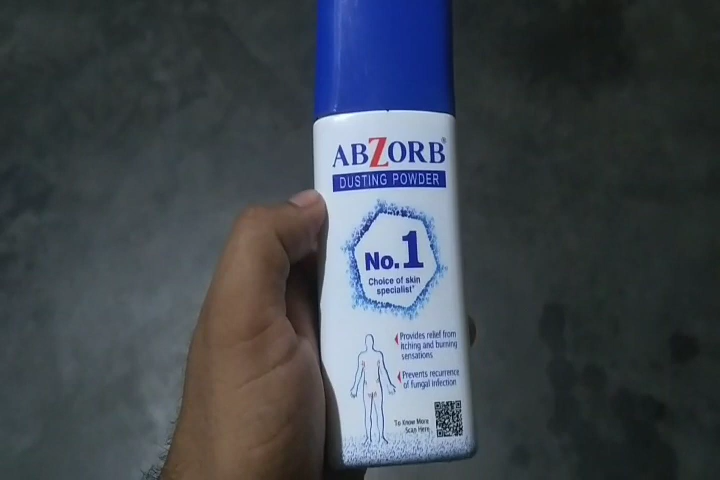 ABZORB®
DUSTING POWDER
No.1
Choice of skin
specialist*
Provides relief from
itching and burning
sensations
Prevents recurrence
of fungal infection
To Know More
Scan Here